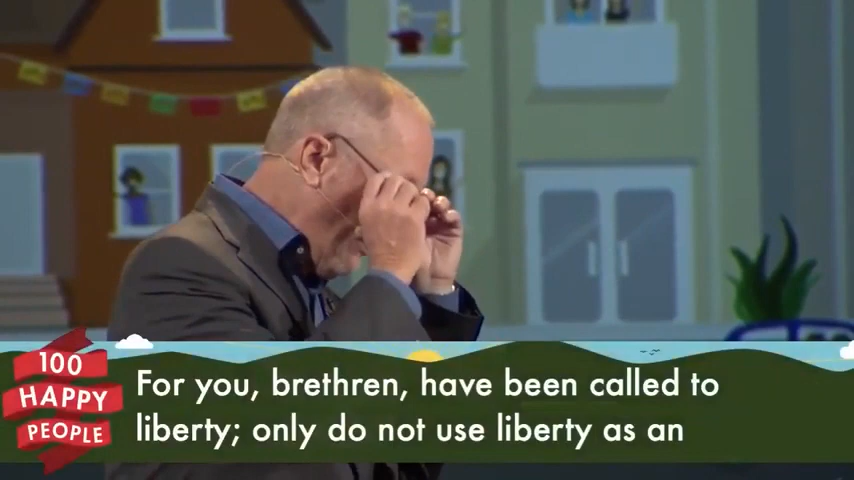 100
HAPPY
PEOPLE
For you, brethren, have been called to
liberty; only do not use liberty as an